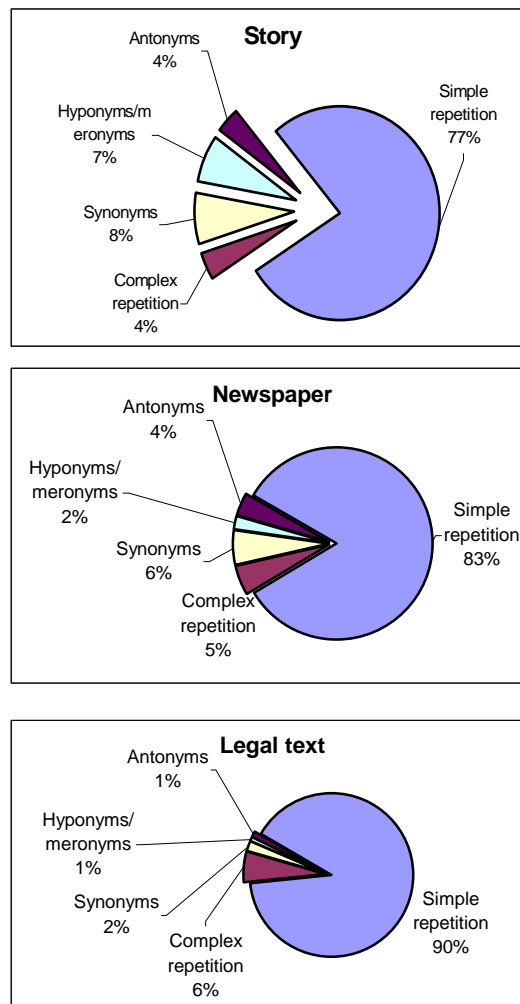 Story
Antonyms
4%
Simple
repetition
77%
Hyponyms/m
eronyms
7%
Synonyms
8%
Complex
repetition
4%
Newspaper
Antonyms
4%
Hyponyms/
meronyms
2%
Simple
repetition
83%
Synonyms
6%
Complex
repetition
5%
Legal text
Antonyms
1%
Hyponyms/
meronyms
1%
Synonyms
2%
Simple
repetition
90%
Complex
repetition
6%